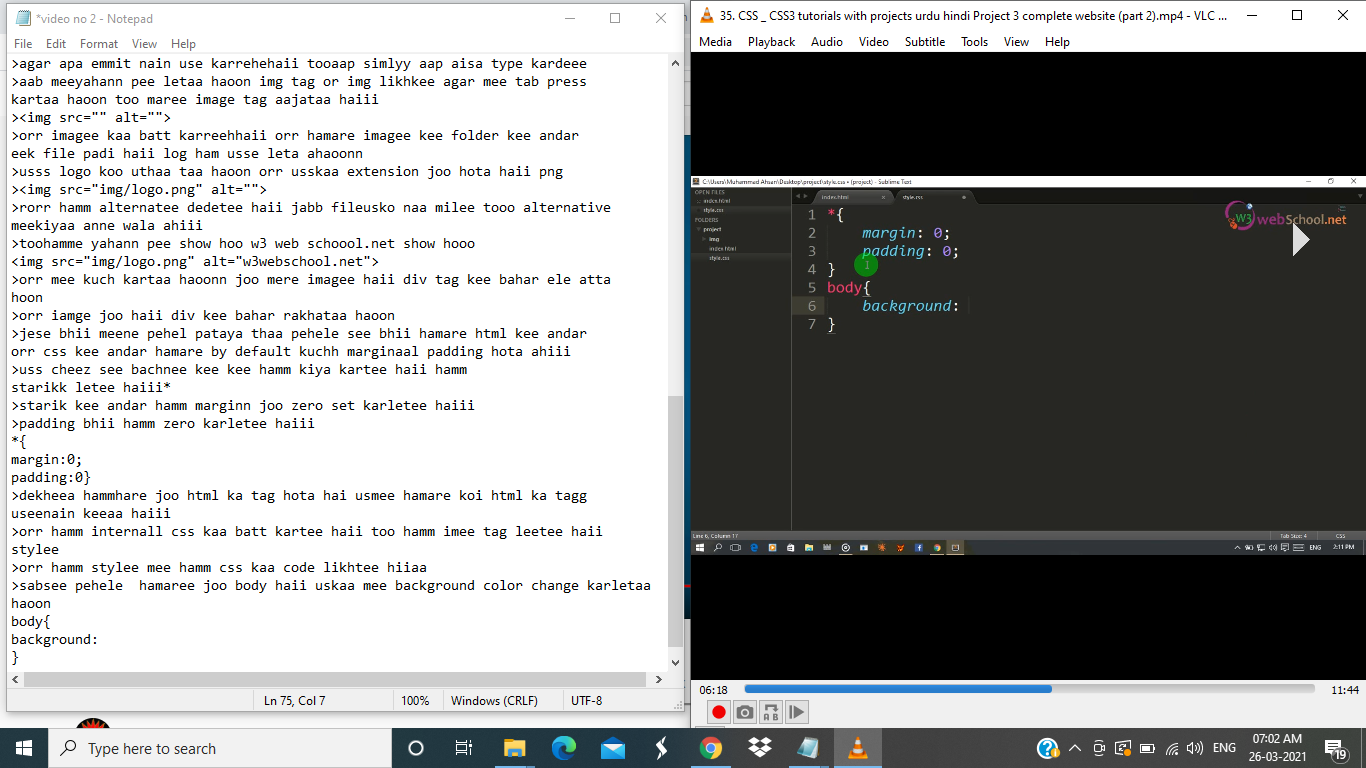 *video no 2 - Notepad
File Edit Format View Help
>agar apa emmit nain use karrehehaii tooaap simlyy aap aisa type kardeee
>aab meeyahann pee letaa haoon img tag or img likhkee agar mee tab press
kartaa haoon too maree image tag aajataa haiii
><img src="" alt="">
>orr imagee kaa batt karreehhaii orr hamare imagee kee folder kee andar
eek file padi haii log ham usse leta ahaoonn
>usss logo koo uthaa taa haoon orr usskaa extension joo hota haii png
><img src="img/logo.png" alt="">
>rorr hamm alternatee dedetee haii jabb fileusko naa milee tooo alternative
meekiyaa anne wala ahiii
>toohamme yahann pee show hoo w3 web schoool.net show hooo
<img src="img/logo.png" alt="w3webschool.net">
>orr mee kuch kartaa haoonn joo mere imagee haii div tag kee bahar ele atta
hoon
>orr iamge joo haii div kee bahar rakhataa haoon
>jese bhii meene pehel pataya thaa pehele see bhii hamare html kee andar
orr css kee andar hamare by default kuchh marginaal padding hota ahiii
>uss cheez see bachnee kee kee hamm kiya kartee haii hamm
starikk letee haiii*
>starik kee andar hamm marginn joo zero set karletee haiii
>padding bhii hamm zero karletee haiii
*{
margin:0;
padding:0}
>dekheea hammhare joo html ka tag hota hai usmee hamare koi html ka tagg
useenain keeaa haiii
>orr hamm internall css kaa batt kartee haii too hamm imee tag leetee haii
stylee
>orr hamm stylee mee hamm css kaa code likhtee hiiaa
>sabsee pehele  hamaree joo body haii uskaa mee background color change karletaa
haoon
body{
background:
}
Ln 75, Col 7 100% Windows (CRLF) UTF-8
35. CSS _ CSS3 tutorials with projects urdu hindi Project 3 complete website (part 2).mp4 - VLC ...
Media Playback Audio Video Subtitle Tools View Help
C:\Users\Muhammad Ahsan\Desktop\project\style.css • (project) - Sublime Text
OPEN FILES
index.html
style.css
FOLDERS
project
img
index.html
style.css
index.html style.css
1 *{
2 margin: 0;
3 padding: 0;
4 }
5 body{
6 background:
7 }
W3 webSchool.net
Line 6, Column 17 Tab Size: 4 CSS
ENG 2:11 PM
06:18 11:44
Type here to search
ENG
07:02 AM
26-03-2021
19